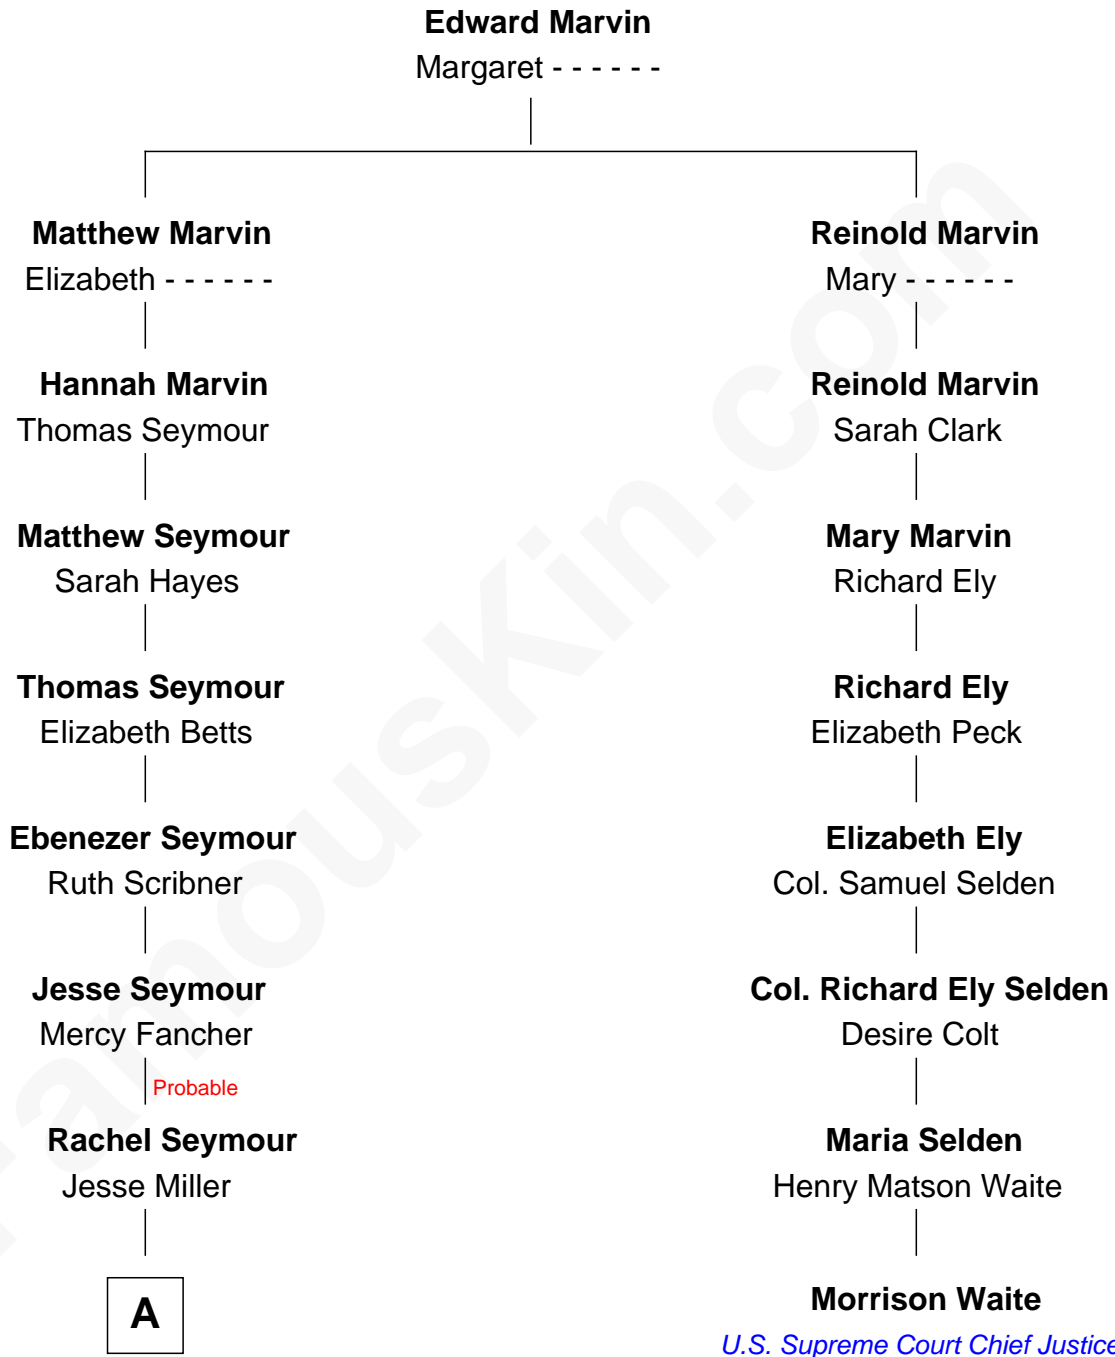 Edward Marvin
Margaret - - - - - -
Matthew Marvin
Elizabeth - - - - - -
Hannah Marvin
Thomas Seymour
Matthew Seymour
Sarah Hayes
Thomas Seymour
Elizabeth Betts
Ebenezer Seymour
Ruth Scribner
Jesse Seymour
Mercy Fancher
Probable
Rachel Seymour
Jesse Miller
A
Reinold Marvin
Mary - - - - - -
Reinold Marvin
Sarah Clark
Mary Marvin
Richard Ely
Richard Ely
Elizabeth Peck
Elizabeth Ely
Col. Samuel Selden
Col. Richard Ely Selden
Desire Colt
Maria Selden
Henry Matson Waite
Morrison Waite
U.S. Supreme Court Chief Justice
FamousKin.com